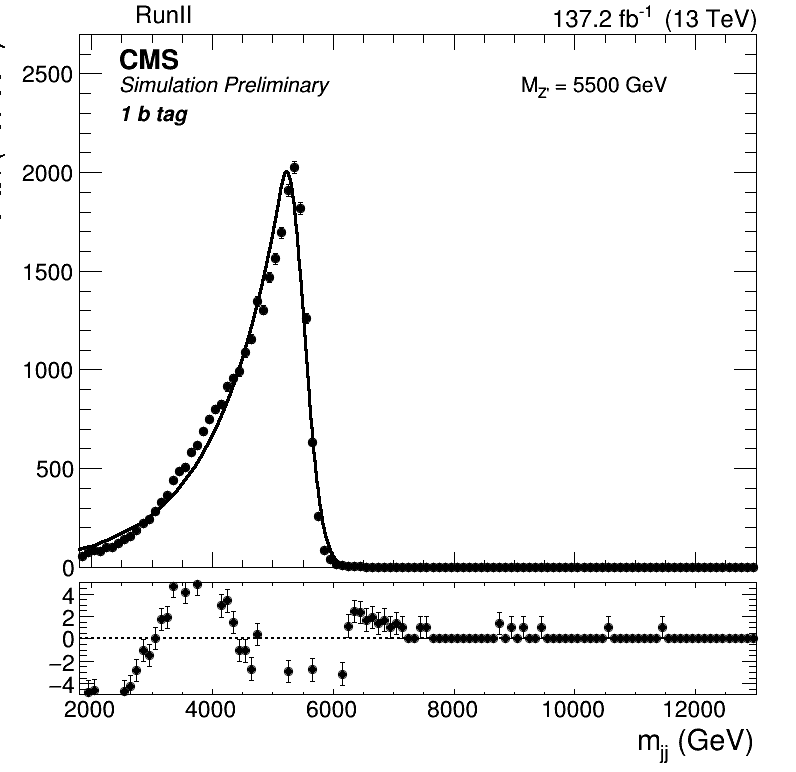 RunII 137.2 fb⁻¹ (13 TeV)
CMS
Simulation Preliminary
M_Z' = 5500 GeV
1 b tag
2500
2000
1500
1000
500
0
4
2
0
−2
−4
2000 4000 6000 8000 10000 12000
m_jj (GeV)